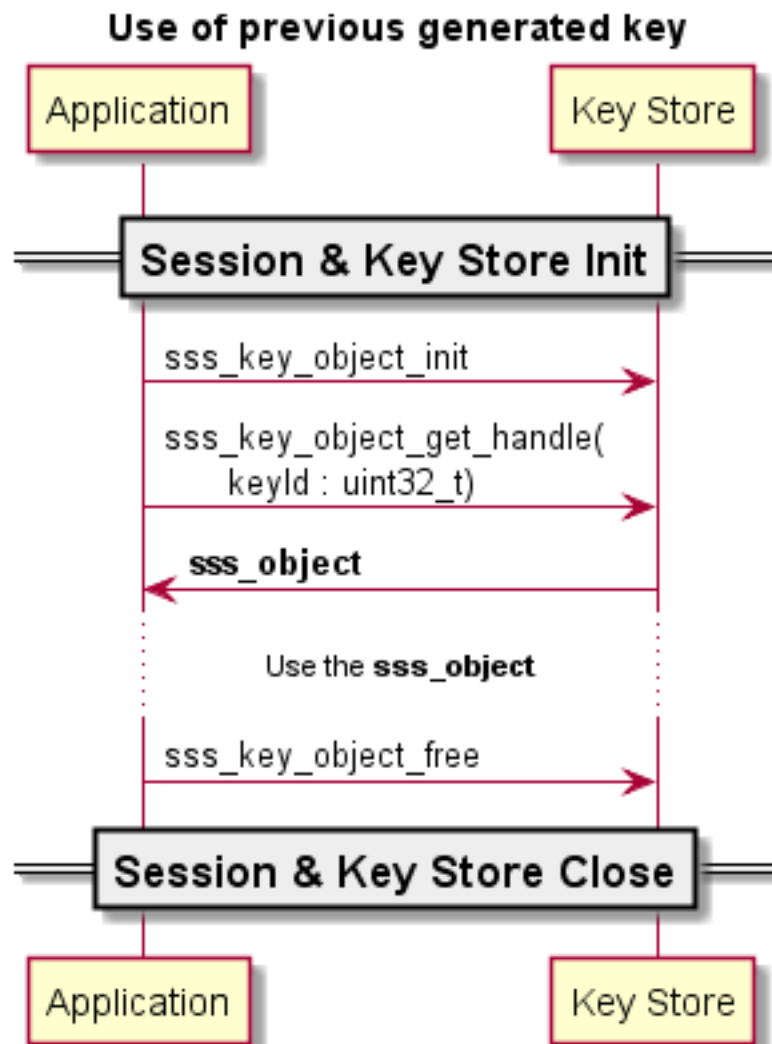 Use of previous generated key
Application
Key Store
Session & Key Store Init
sss_key_object_init
sss_key_object_get_handle(
keyId : uint32_t)
sss_object
Use the sss_object
sss_key_object_free
Session & Key Store Close
Application
Key Store